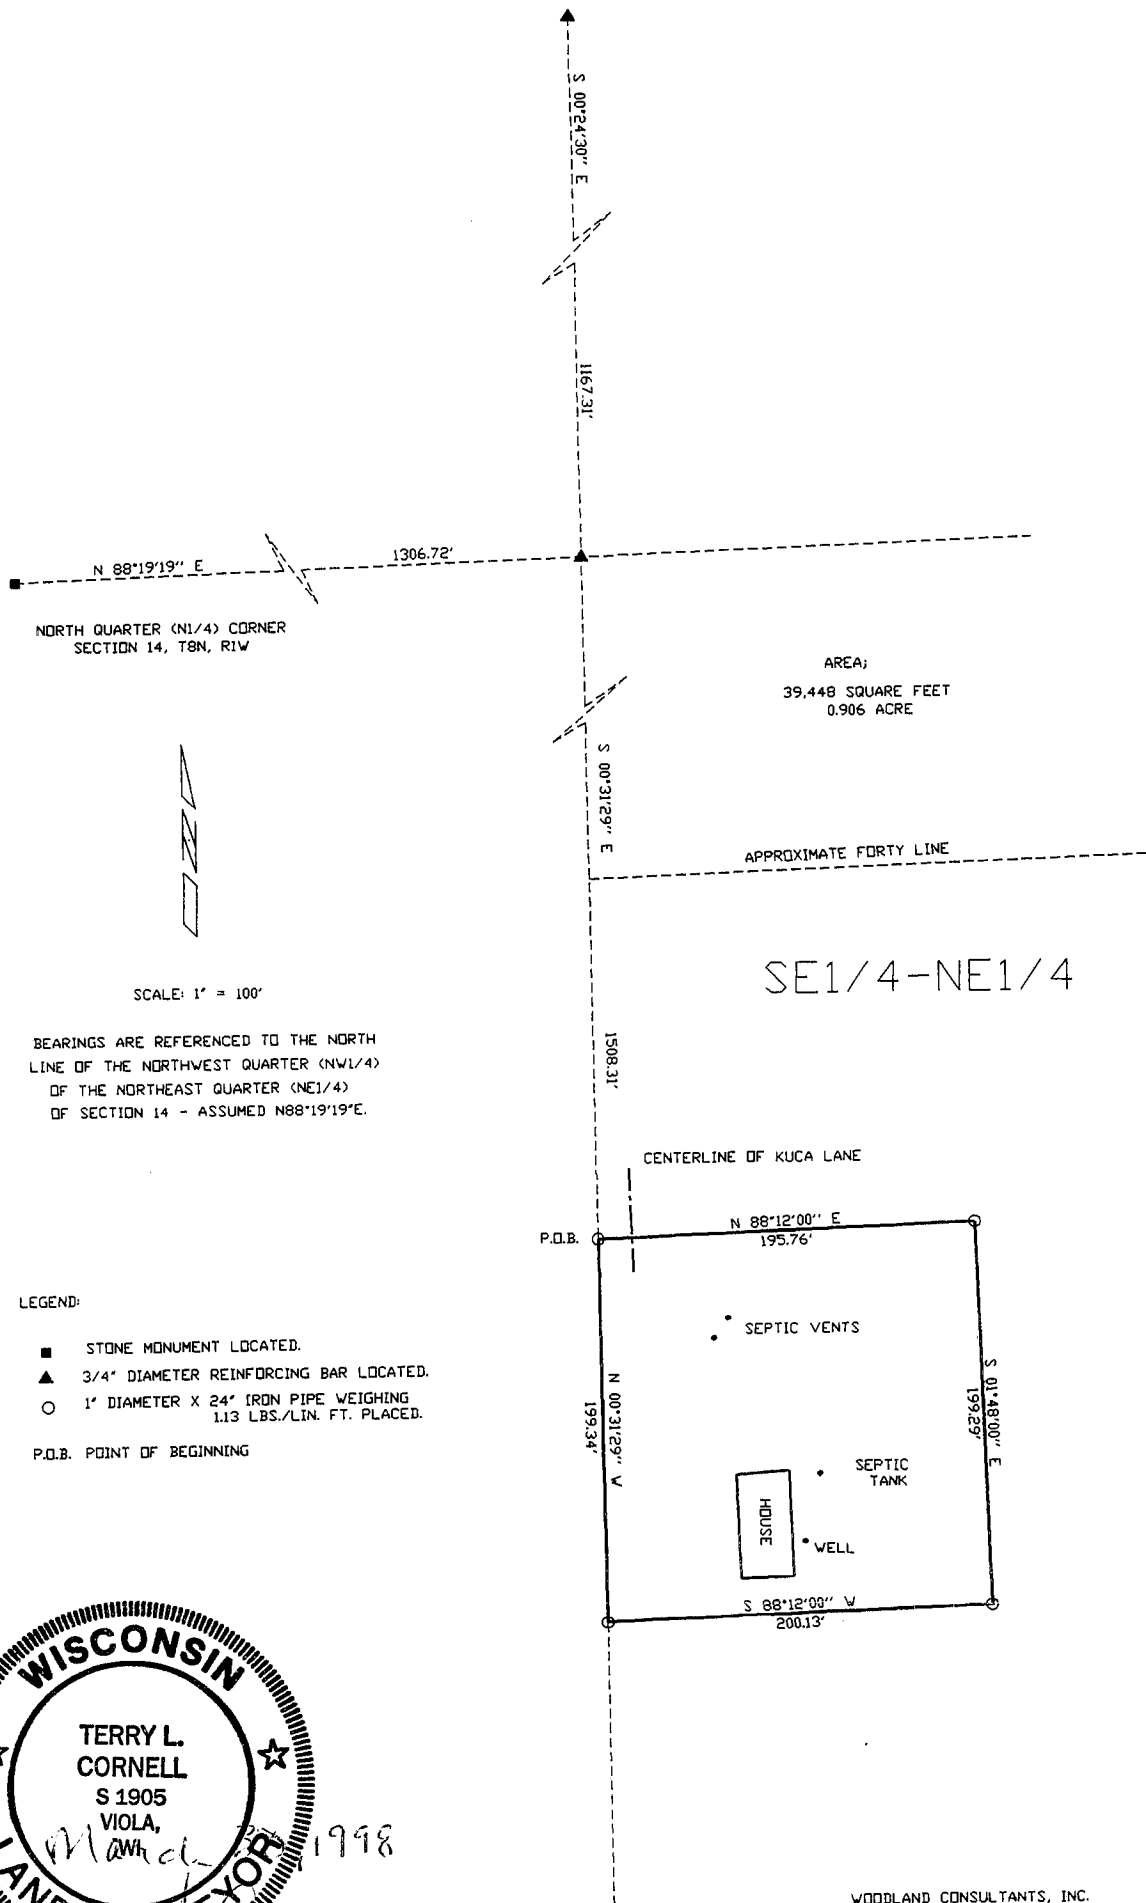 S 00°24'30" E
1167.31'
N 88°19'19" E
1306.72'
NORTH QUARTER (N1/4) CORNER
SECTION 14, T8N, R1W
AREA;
39,448 SQUARE FEET
0.906 ACRE
S 00°31'29" E
APPROXIMATE FORTY LINE
N
SE1/4-NE1/4
SCALE: 1" = 100'
BEARINGS ARE REFERENCED TO THE NORTH
LINE OF THE NORTHWEST QUARTER (NW1/4)
OF THE NORTHEAST QUARTER (NE1/4)
OF SECTION 14 - ASSUMED N88°19'19"E.
1508.31'
CENTERLINE OF KUCA LANE
P.O.B.
N 88°12'00" E
195.76'
LEGEND:
STONE MONUMENT LOCATED.
3/4" DIAMETER REINFORCING BAR LOCATED.
1" DIAMETER X 24" IRON PIPE WEIGHING
1.13 LBS./LIN. FT. PLACED.
P.O.B. POINT OF BEGINNING
SEPTIC VENTS
N 00°31'29" W
199.34'
S 01°48'00" E
199.29'
SEPTIC
TANK
HOUSE
WELL
S 88°12'00" W
200.13'
WISCONSIN
TERRY L.
CORNELL
S 1905
VIOLA,
March 1998
WOODLAND CONSULTANTS, INC.